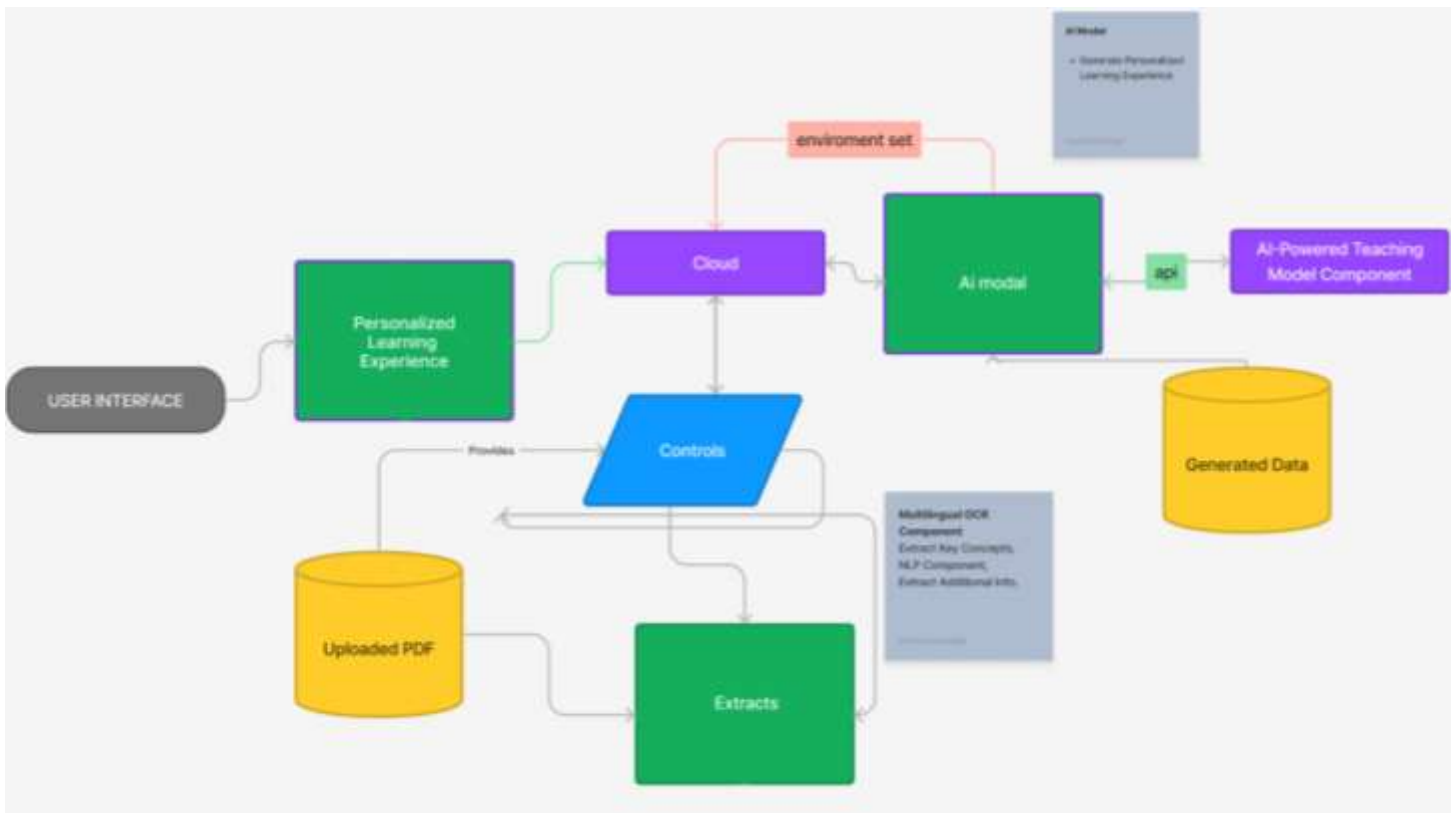 AI Model
• Generate Personalized
Learning Experience
enviroment set
Cloud
Ai modal
api
AI-Powered Teaching
Model Component
Personalized
Learning
Experience
USER INTERFACE
Provides
Controls
Generated Data
Multilingual OCR
Component
Extract Key Concepts,
NLP Component,
Extract Additional Info.
Uploaded PDF
Extracts